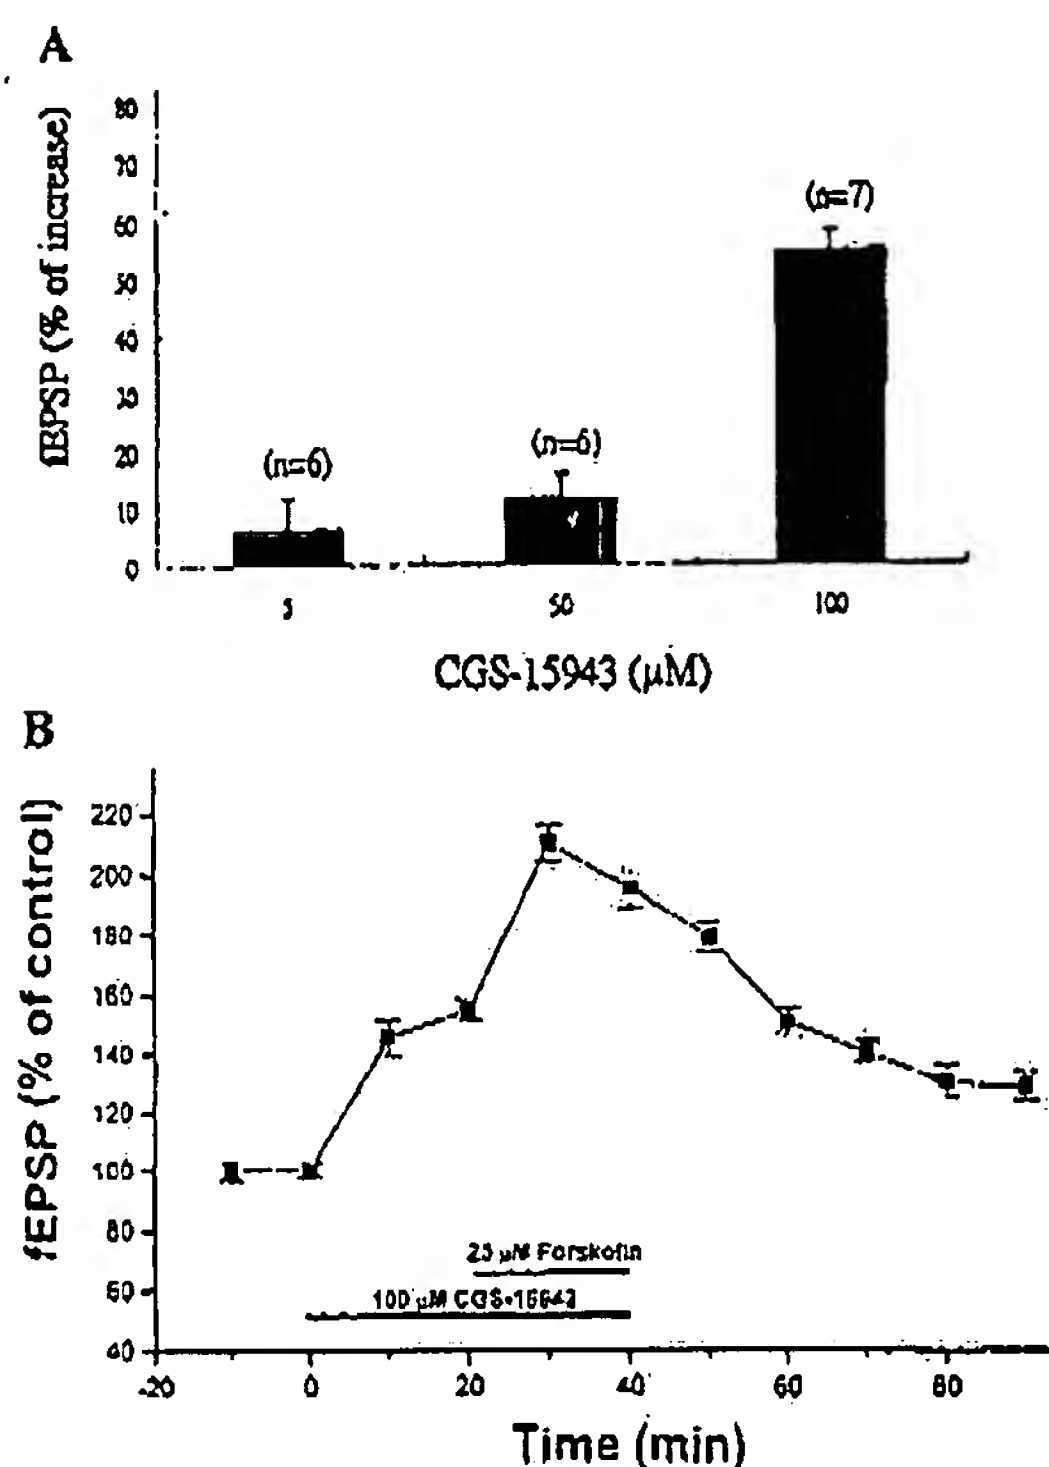 A
fEPSP (% of increase)
80
70
60
50
40
30
20
10
0
(n=6)
(n=6)
(n=7)
5
50
100
CGS-15943 (μM)
B
fEPSP (% of control)
220
200
180
160
140
120
100
80
60
40
25 μM Forskolin
100 μM CGS-15943
-20
0
20
40
60
80
Time (min)